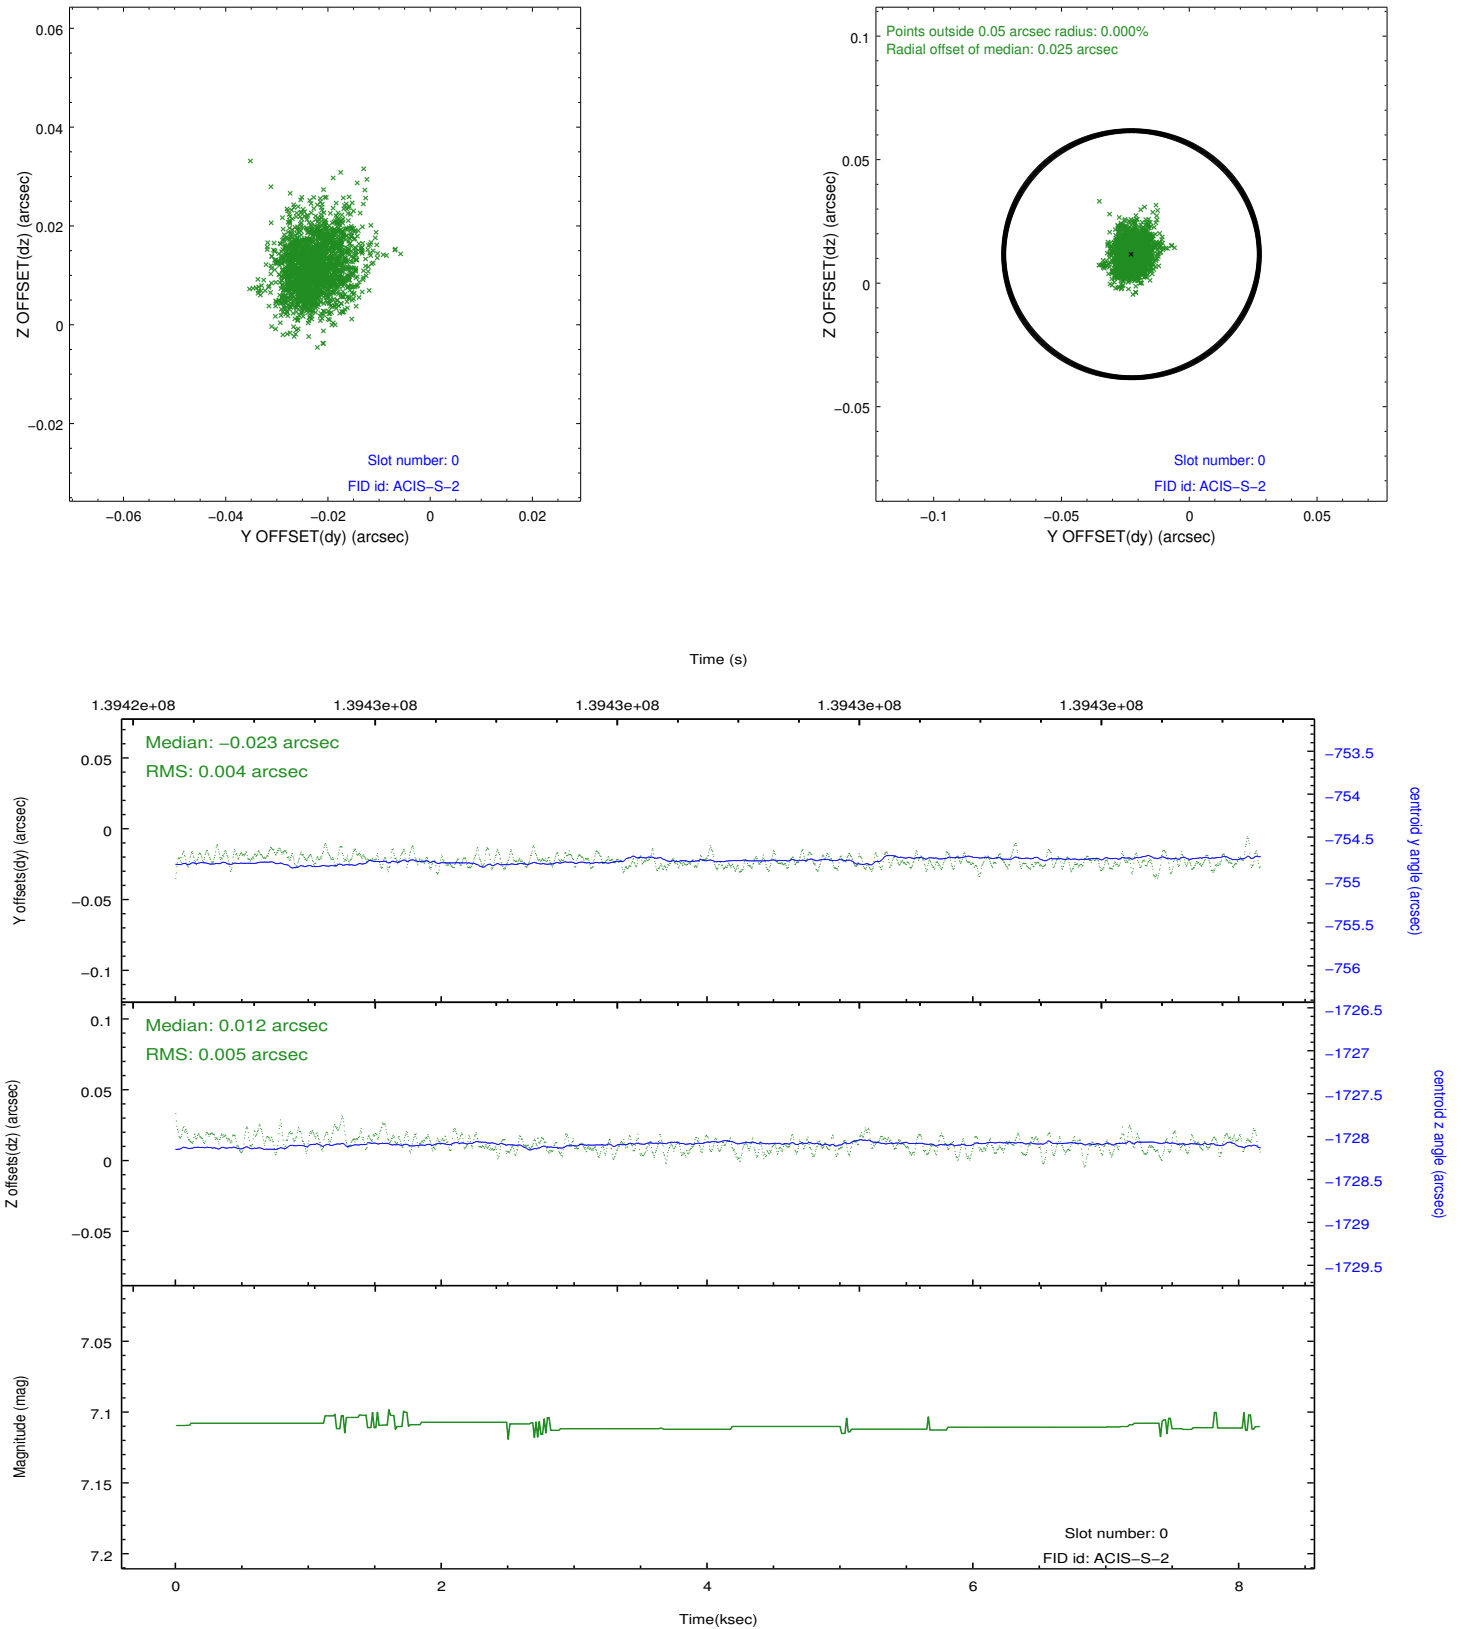 0.06
0.04
0.02
0
−0.02
Z OFFSET(dz) (arcsec)
Slot number: 0
FID id: ACIS−S−2
−0.06
−0.04
−0.02
0
0.02
Y OFFSET(dy) (arcsec)
Points outside 0.05 arcsec radius: 0.000%
Radial offset of median: 0.025 arcsec
0.1
0.05
0
−0.05
Z OFFSET(dz) (arcsec)
Slot number: 0
FID id: ACIS−S−2
−0.1
−0.05
0
0.05
Y OFFSET(dy) (arcsec)
Time (s)
1.3942e+08
1.3943e+08
1.3943e+08
1.3943e+08
1.3943e+08
Median: −0.023 arcsec
RMS: 0.004 arcsec
0.05
0
−0.05
−0.1
Y offsets(dy) (arcsec)
−753.5
−754
−754.5
−755
−755.5
−756
centroid y angle (arcsec)
Median: 0.012 arcsec
RMS: 0.005 arcsec
0.1
0.05
0
−0.05
Z offsets(dz) (arcsec)
−1726.5
−1727
−1727.5
−1728
−1728.5
−1729
−1729.5
centroid z angle (arcsec)
7.05
7.1
7.15
7.2
Magnitude (mag)
Slot number: 0
FID id: ACIS−S−2
0
2
4
6
8
Time(ksec)